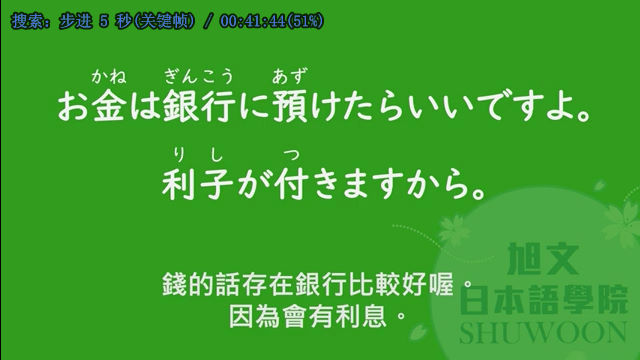 搜索: 步进 5 秒(关键帧) / 00:41:44(51%)
かね ぎんこう あず
お金は銀行に預けたらいいですよ。
りし つ
利子が付きますから。
錢的話存在銀行比較好喔。
因為會有利息。
旭文
日本語學院
SHUWOON